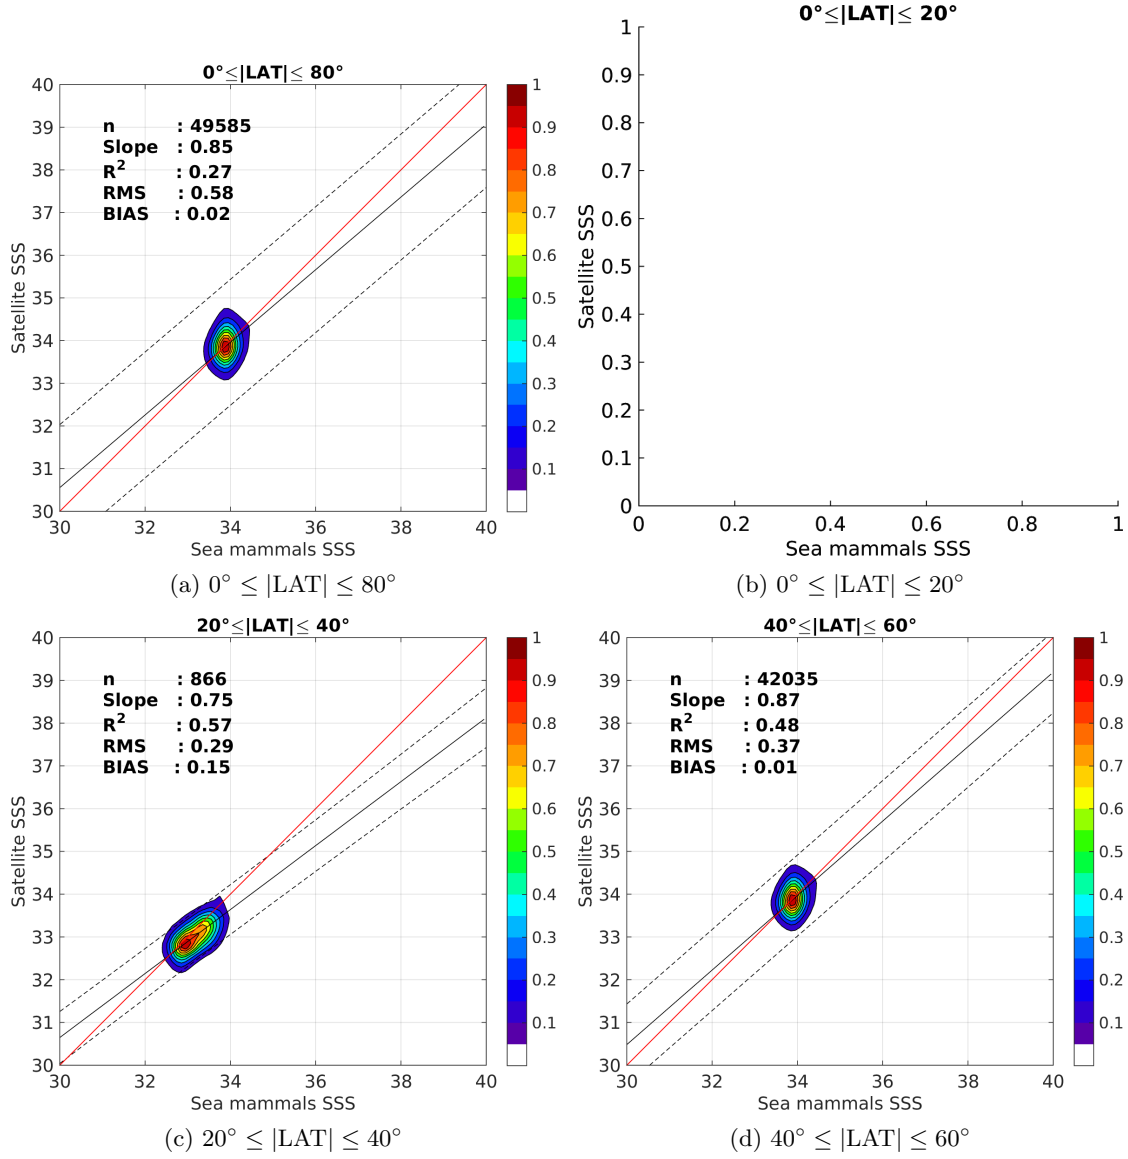 0°≤|LAT|≤ 80°
40
39
38
37
36
35
34
33
32
31
30
Satellite SSS
n : 49585
Slope : 0.85
R2 : 0.27
RMS : 0.58
BIAS : 0.02
30 32 34 36 38 40
Sea mammals SSS
1
0.9
0.8
0.7
0.6
0.5
0.4
0.3
0.2
0.1
(a) 0° ≤ |LAT| ≤ 80°
0°≤|LAT|≤ 20°
1
0.9
0.8
0.7
0.6
0.5
0.4
0.3
0.2
0.1
0
Satellite SSS
0 0.2 0.4 0.6 0.8 1
Sea mammals SSS
(b) 0° ≤ |LAT| ≤ 20°
20°≤|LAT|≤ 40°
40
39
38
37
36
35
34
33
32
31
30
Satellite SSS
n : 866
Slope : 0.75
R2 : 0.57
RMS : 0.29
BIAS : 0.15
30 32 34 36 38 40
Sea mammals SSS
1
0.9
0.8
0.7
0.6
0.5
0.4
0.3
0.2
0.1
(c) 20° ≤ |LAT| ≤ 40°
40°≤|LAT|≤ 60°
40
39
38
37
36
35
34
33
32
31
30
Satellite SSS
n : 42035
Slope : 0.87
R2 : 0.48
RMS : 0.37
BIAS : 0.01
30 32 34 36 38 40
Sea mammals SSS
1
0.9
0.8
0.7
0.6
0.5
0.4
0.3
0.2
0.1
(d) 40° ≤ |LAT| ≤ 60°